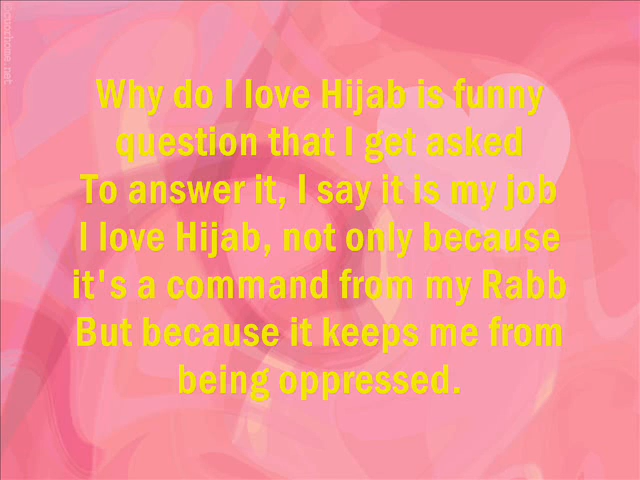 Why do I love Hijab is funny
question that I get asked
To answer it, I say it is my job
I love Hijab, not only because
it's a command from my Rabb
But because it keeps me from
being oppressed.